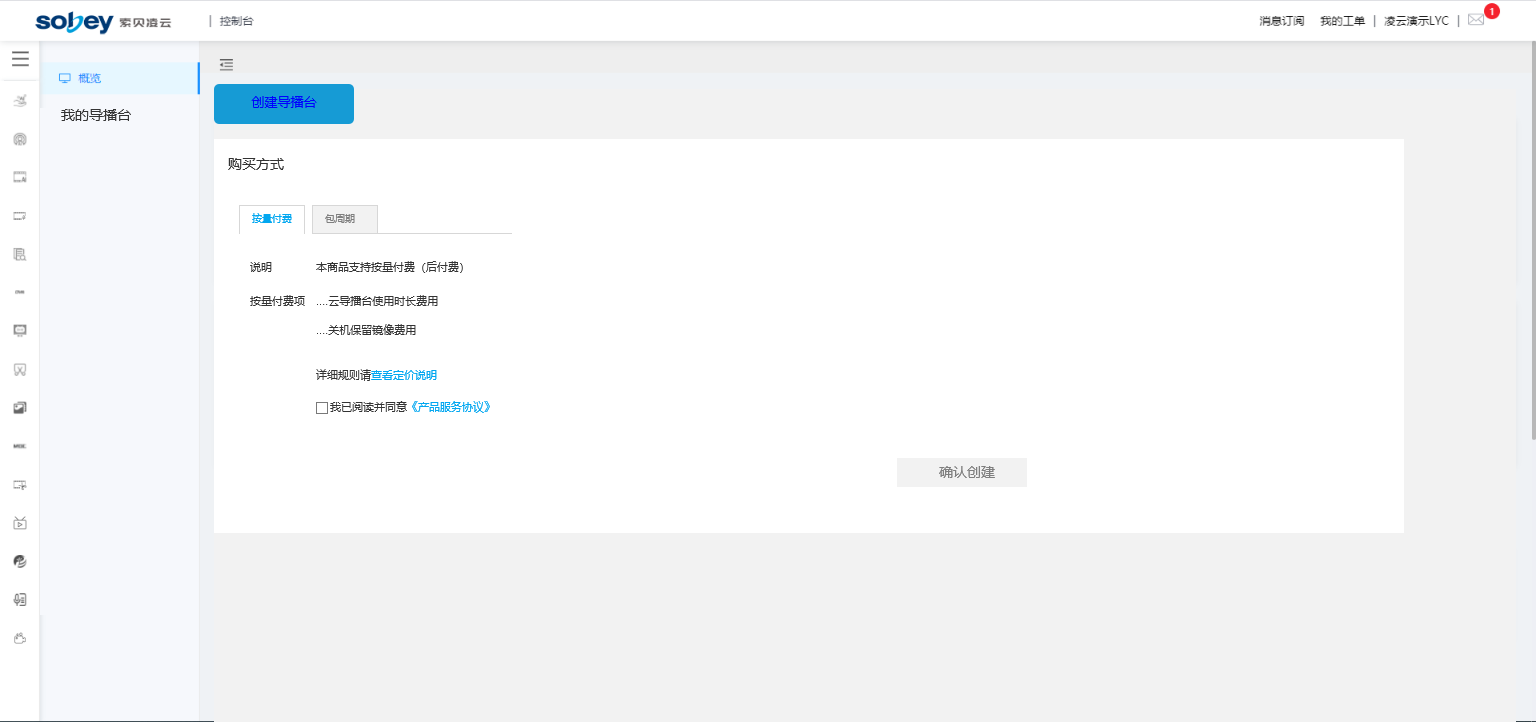 sobey 索贝凌云 | 控制台 消息订阅 我的工单 | 凌云演示LYC | 1
概览
我的导播台
创建导播台
购买方式
按量付费 包周期
说明 本商品支持按量付费（后付费）
按量付费项 ....云导播台使用时长费用
....关机保留镜像费用
详细规则请查看定价说明
我已阅读并同意《产品服务协议》
确认创建